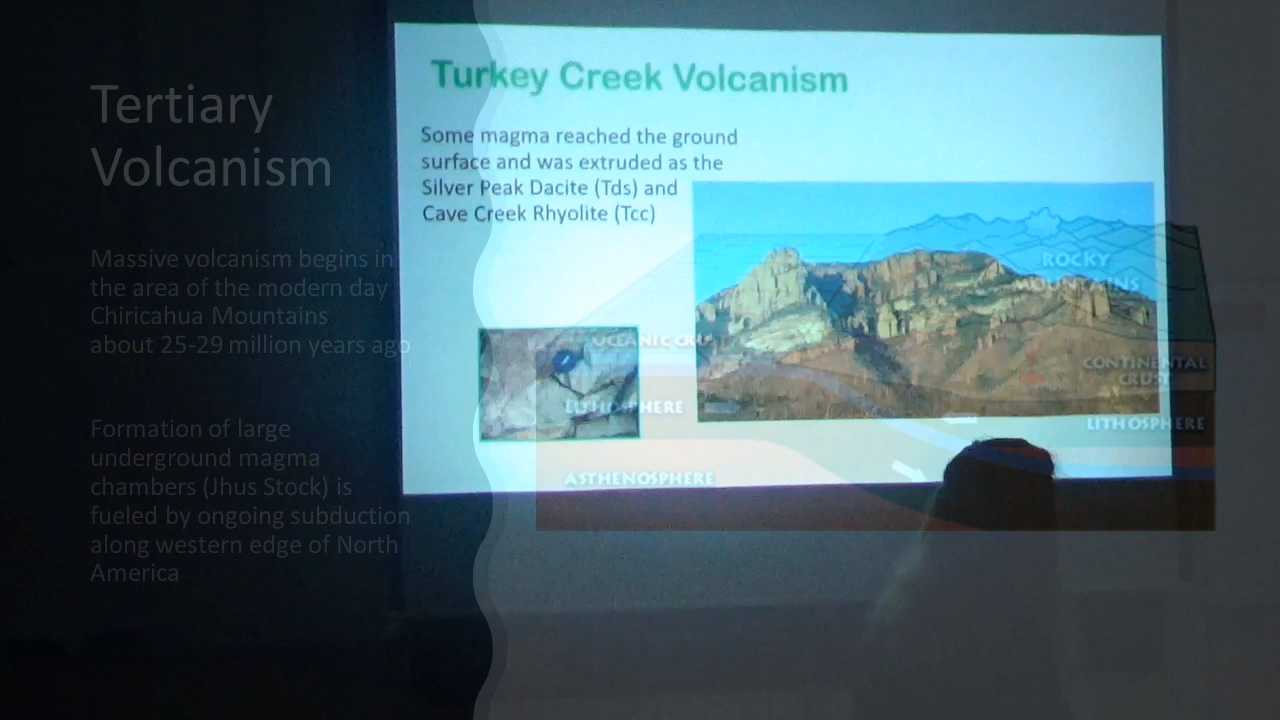 Tertiary
Volcanism
Massive volcanism begins in
the area of the modern day
Chiricahua Mountains
about 25-29 million years ago
Formation of large
underground magma
chambers (Jhus Stock) is
fueled by ongoing subduction
along western edge of North
America
Turkey Creek Volcanism
Some magma reached the ground
surface and was extruded as the
Silver Peak Dacite (Tds) and
Cave Creek Rhyolite (Tcc)
ROCKY
MOUNTAINS
OCEANIC CRUST
CONTINENTAL
CRUST
LITHOSPHERE
LITHOSPHERE
ASTHENOSPHERE